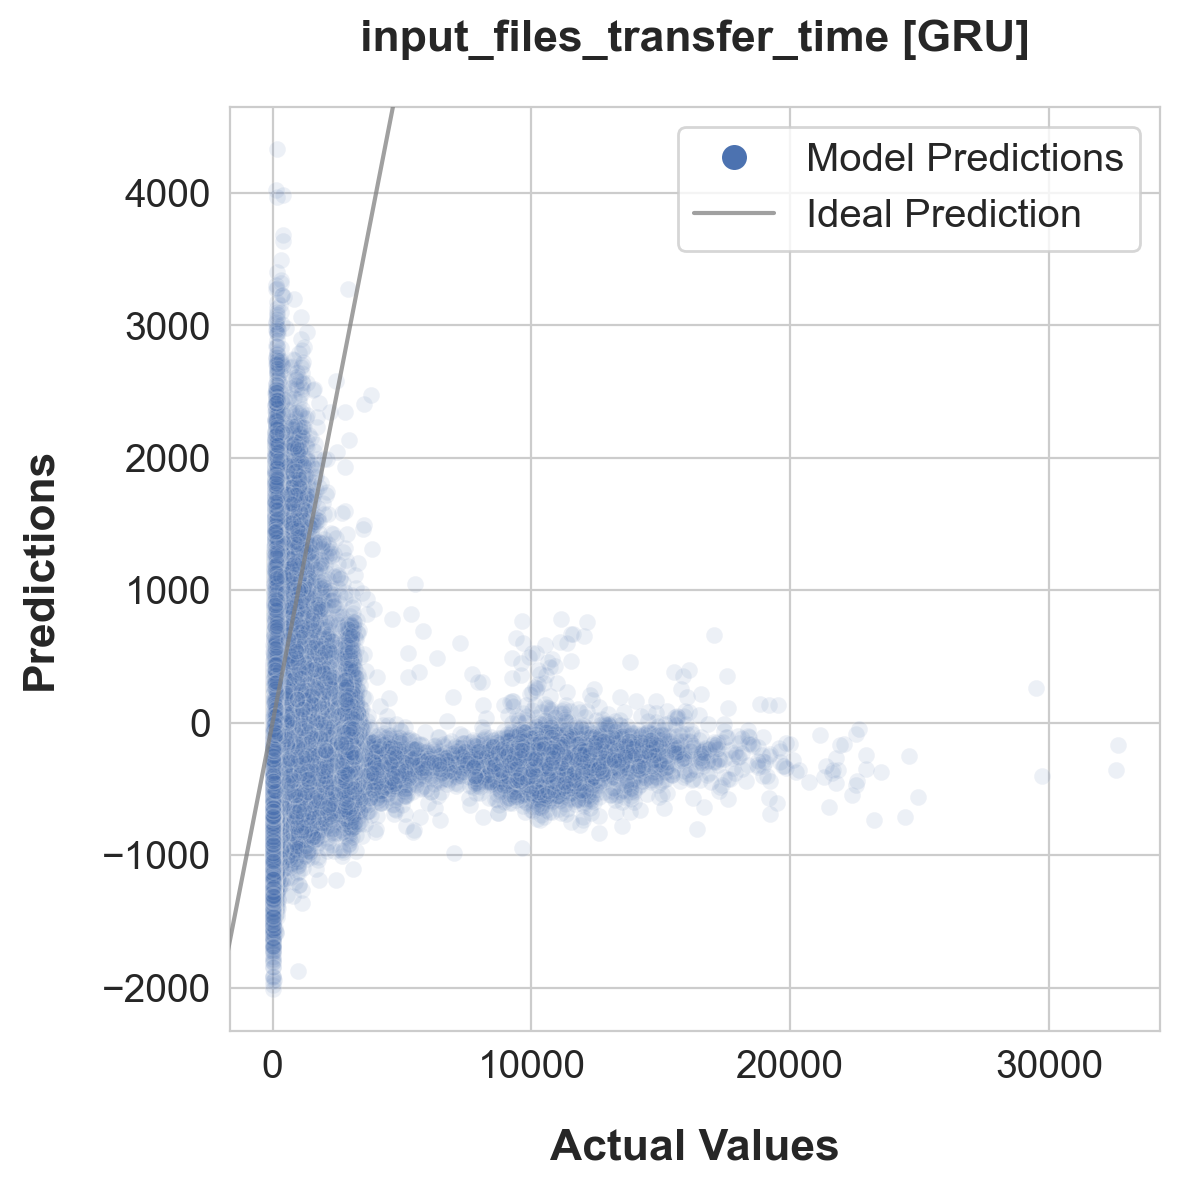 input_files_transfer_time [GRU]
Model Predictions
Ideal Prediction
4000
3000
2000
1000
0
−1000
−2000
Predictions
0
10000
20000
30000
Actual Values